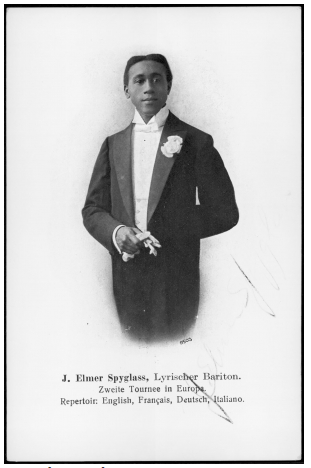 J. Elmer Spyglass, Lyrischer Bariton.
Zweite Tournee in Europa.
Repertoir: English, Français, Deutsch, Italiano.